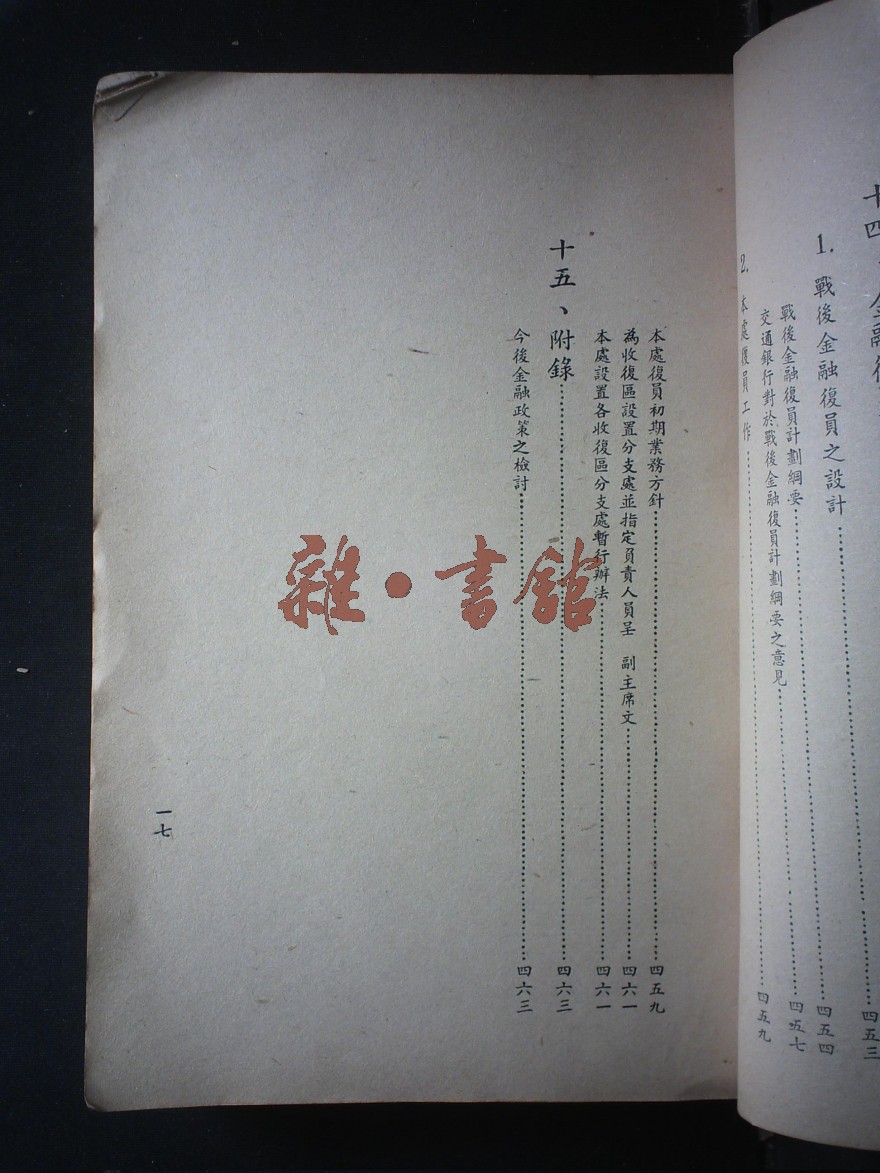 十四、金融復
1. 戰後金融復員之設計……四五四
戰後金融復員計劃綱要……四五七
交通銀行對於戰後金融復員計劃綱要之意見
2. 本處復員工作……四五九
四五三
本處復員初期業務方針……四五九
為收復區設置分支處並指定負責人員呈 副主席文……四六一
本處設置各收復區分支處暫行辦法……四六一
十五、附錄……四六三
今後金融政策之檢討……四六三
一七
雜·書館